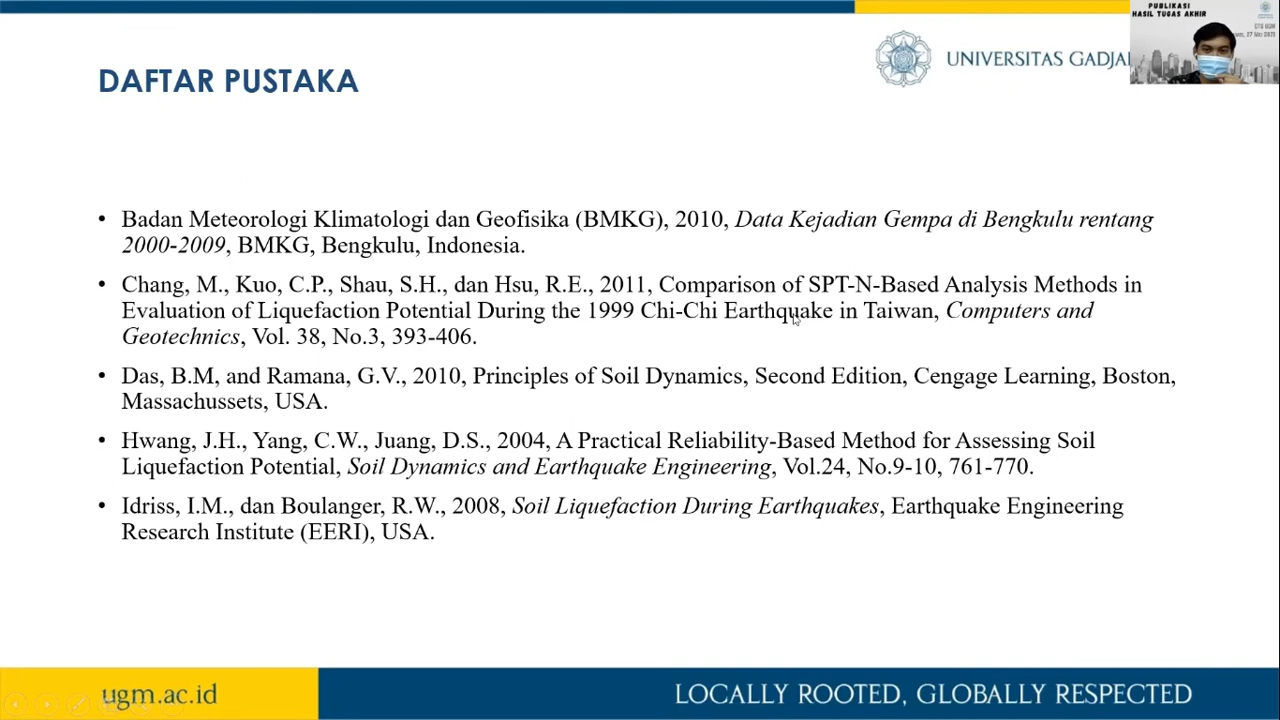 PUBLIKASI
HASIL TUGAS AKHIR
UNIVERSITAS GADJA
DAFTAR PUSTAKA
• Badan Meteorologi Klimatologi dan Geofisika (BMKG), 2010, Data Kejadian Gempa di Bengkulu rentang
2000-2009, BMKG, Bengkulu, Indonesia.
• Chang, M., Kuo, C.P., Shau, S.H., dan Hsu, R.E., 2011, Comparison of SPT-N-Based Analysis Methods in
Evaluation of Liquefaction Potential During the 1999 Chi-Chi Earthquake in Taiwan, Computers and
Geotechnics, Vol. 38, No.3, 393-406.
• Das, B.M, and Ramana, G.V., 2010, Principles of Soil Dynamics, Second Edition, Cengage Learning, Boston,
Massachussets, USA.
• Hwang, J.H., Yang, C.W., Juang, D.S., 2004, A Practical Reliability-Based Method for Assessing Soil
Liquefaction Potential, Soil Dynamics and Earthquake Engineering, Vol.24, No.9-10, 761-770.
• Idriss, I.M., dan Boulanger, R.W., 2008, Soil Liquefaction During Earthquakes, Earthquake Engineering
Research Institute (EERI), USA.
ugm.ac.id
LOCALLY ROOTED, GLOBALLY RESPECTED